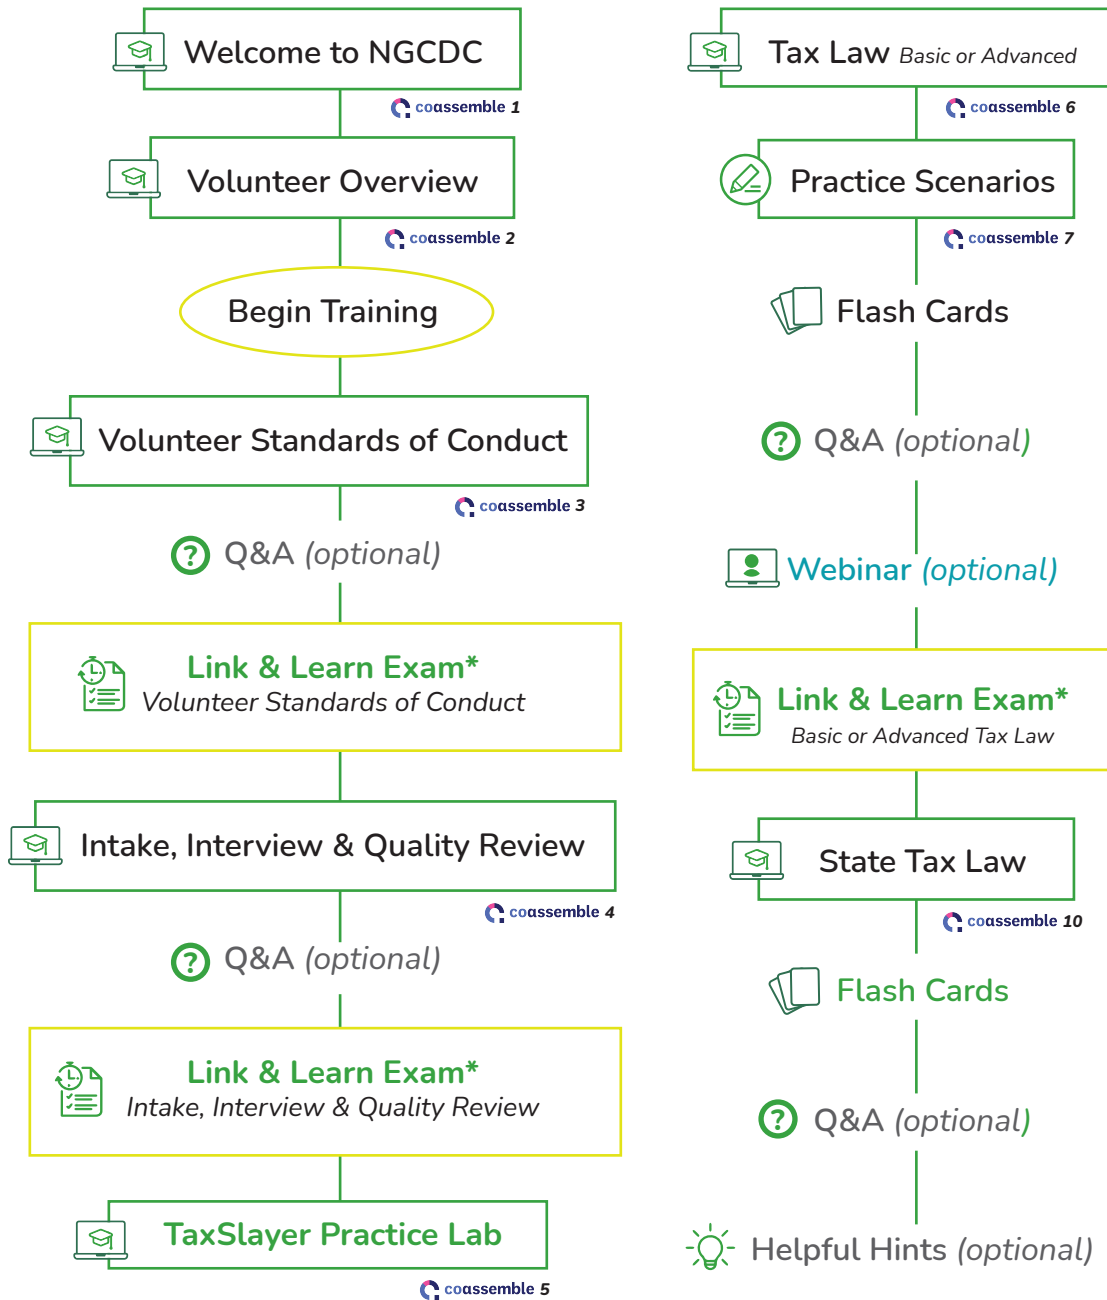 Welcome to NGCDC
coassemble 1
Volunteer Overview
coassemble 2
Begin Training
Volunteer Standards of Conduct
coassemble 3
Q&A (optional)
Link & Learn Exam*
Volunteer Standards of Conduct
Intake, Interview & Quality Review
coassemble 4
Q&A (optional)
Link & Learn Exam*
Intake, Interview & Quality Review
TaxSlayer Practice Lab
coassemble 5
Tax Law Basic or Advanced
coassemble 6
Practice Scenarios
coassemble 7
Flash Cards
Q&A (optional)
Webinar (optional)
Link & Learn Exam*
Basic or Advanced Tax Law
State Tax Law
coassemble 10
Flash Cards
Q&A (optional)
Helpful Hints (optional)